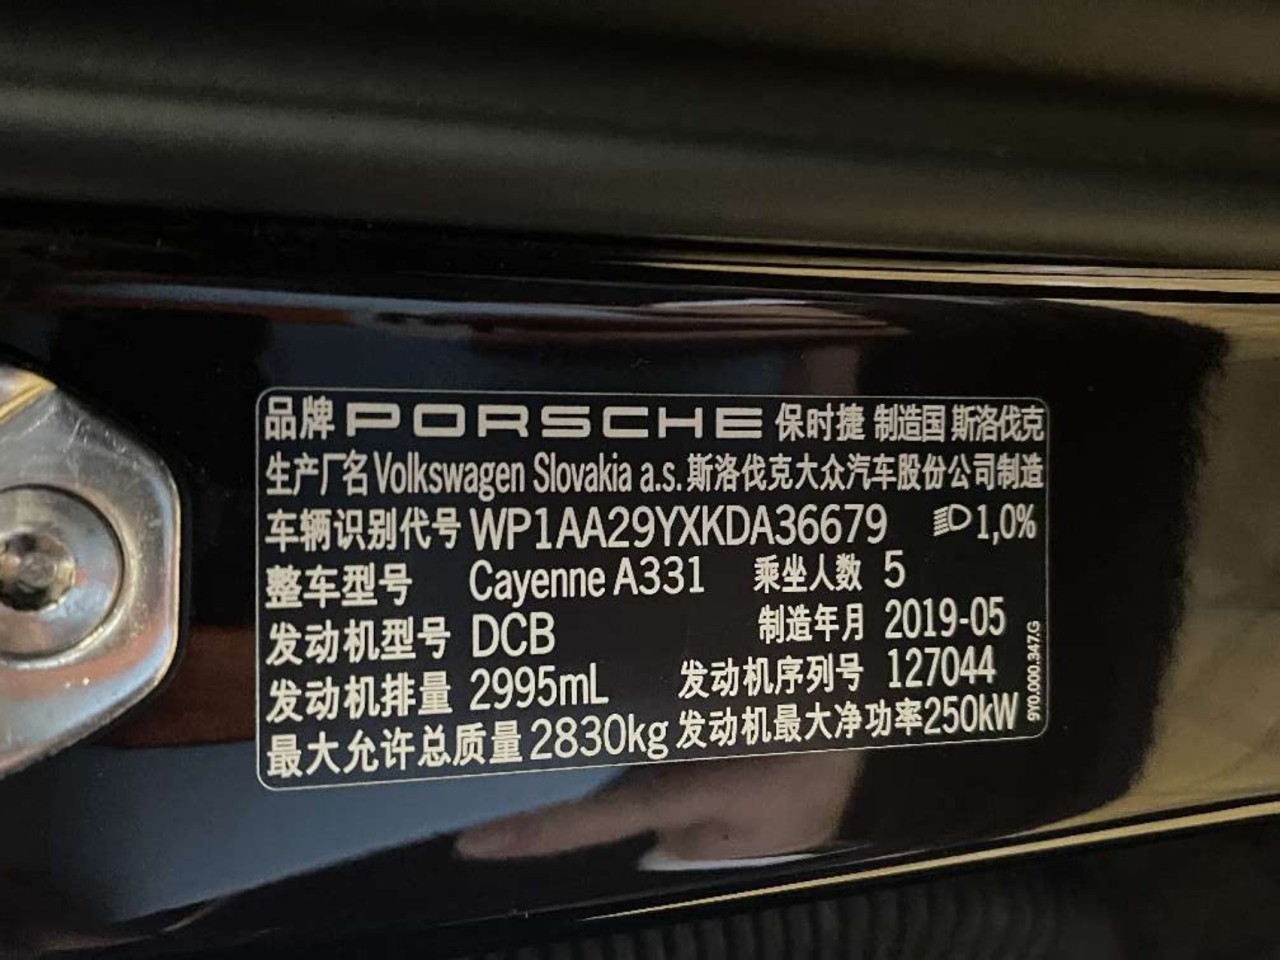 品牌 PORSCHE 保时捷 制造国 斯洛伐克
生产厂名 Volkswagen Slovakia a.s. 斯洛伐克大众汽车股份公司制造
车辆识别代号 WP1AA29YXKDA36679 1,0%
整车型号 Cayenne A331 乘坐人数 5
发动机型号 DCB 制造年月 2019-05
发动机排量 2995mL 发动机序列号 127044
最大允许总质量 2830kg 发动机最大净功率 250kW
9Y0.000.347.G